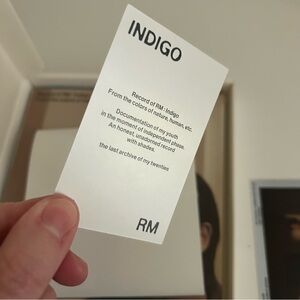 INDIGO
Record of RM : Indigo
From the colors of nature, human, etc.
Documentation of my youth
in the moment of independent phase.
An honest, unadorned record
with shades.
the last archive of my twenties
RM